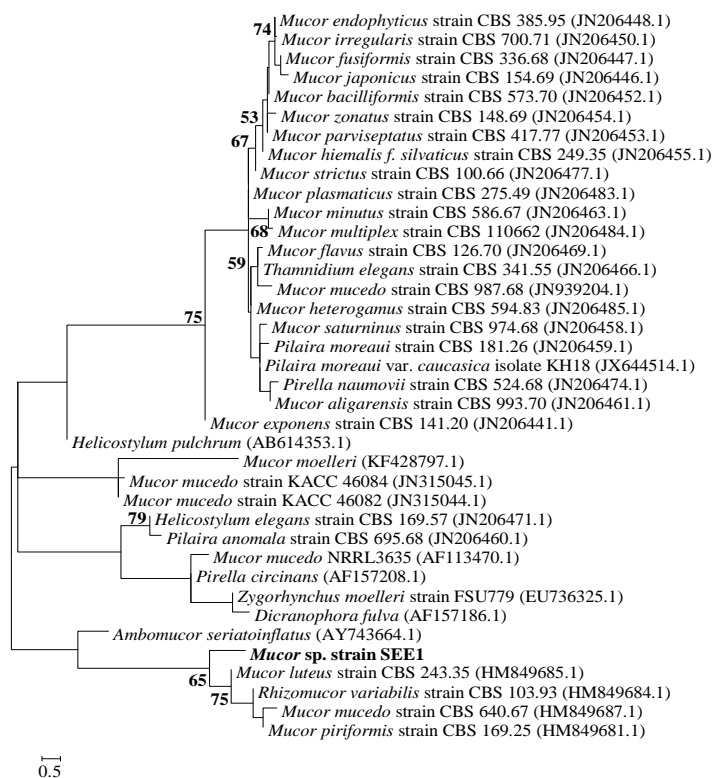 Mucor endophyticus strain CBS 385.95 (JN206448.1)
74
Mucor irregularis strain CBS 700.71 (JN206450.1)
Mucor fusiformis strain CBS 336.68 (JN206447.1)
Mucor japonicus strain CBS 154.69 (JN206446.1)
Mucor bacilliformis strain CBS 573.70 (JN206452.1)
53
Mucor zonatus strain CBS 148.69 (JN206454.1)
67
Mucor parviseptatus strain CBS 417.77 (JN206453.1)
Mucor hiemalis f. silvaticus strain CBS 249.35 (JN206455.1)
Mucor strictus strain CBS 100.66 (JN206477.1)
Mucor plasmaticus strain CBS 275.49 (JN206483.1)
Mucor minutus strain CBS 586.67 (JN206463.1)
68
Mucor multiplex strain CBS 110662 (JN206484.1)
Mucor flavus strain CBS 126.70 (JN206469.1)
59
Thamnidium elegans strain CBS 341.55 (JN206466.1)
Mucor mucedo strain CBS 987.68 (JN939204.1)
Mucor heterogamus strain CBS 594.83 (JN206485.1)
75
Mucor saturninus strain CBS 974.68 (JN206458.1)
Pilaira moreaui strain CBS 181.26 (JN206459.1)
Pilaira moreaui var. caucasica isolate KH18 (JX644514.1)
Pirella naumovii strain CBS 524.68 (JN206474.1)
Mucor aligarensis strain CBS 993.70 (JN206461.1)
Mucor exponens strain CBS 141.20 (JN206441.1)
Helicostylum pulchrum (AB614353.1)
Mucor moelleri (KF428797.1)
Mucor mucedo strain KACC 46084 (JN315045.1)
Mucor mucedo strain KACC 46082 (JN315044.1)
79
Helicostylum elegans strain CBS 169.57 (JN206471.1)
Pilaira anomala strain CBS 695.68 (JN206460.1)
Mucor mucedo NRRL3635 (AF113470.1)
Pirella circinans (AF157208.1)
Zygorhynchus moelleri strain FSU779 (EU736325.1)
Dicranophora fulva (AF157186.1)
Ambomucor seriatoinflatus (AY743664.1)
Mucor sp. strain SEE1
65
Mucor luteus strain CBS 243.35 (HM849685.1)
75
Rhizomucor variabilis strain CBS 103.93 (HM849684.1)
Mucor mucedo strain CBS 640.67 (HM849687.1)
Mucor piriformis strain CBS 169.25 (HM849681.1)
0.5